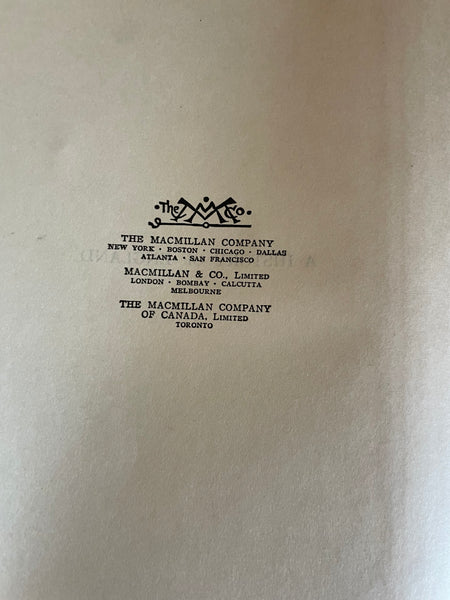 The MM Co.
THE MACMILLAN COMPANY
NEW YORK · BOSTON · CHICAGO · DALLAS
ATLANTA · SAN FRANCISCO
MACMILLAN & CO., LIMITED
LONDON · BOMBAY · CALCUTTA
MELBOURNE
THE MACMILLAN COMPANY
OF CANADA, LIMITED
TORONTO